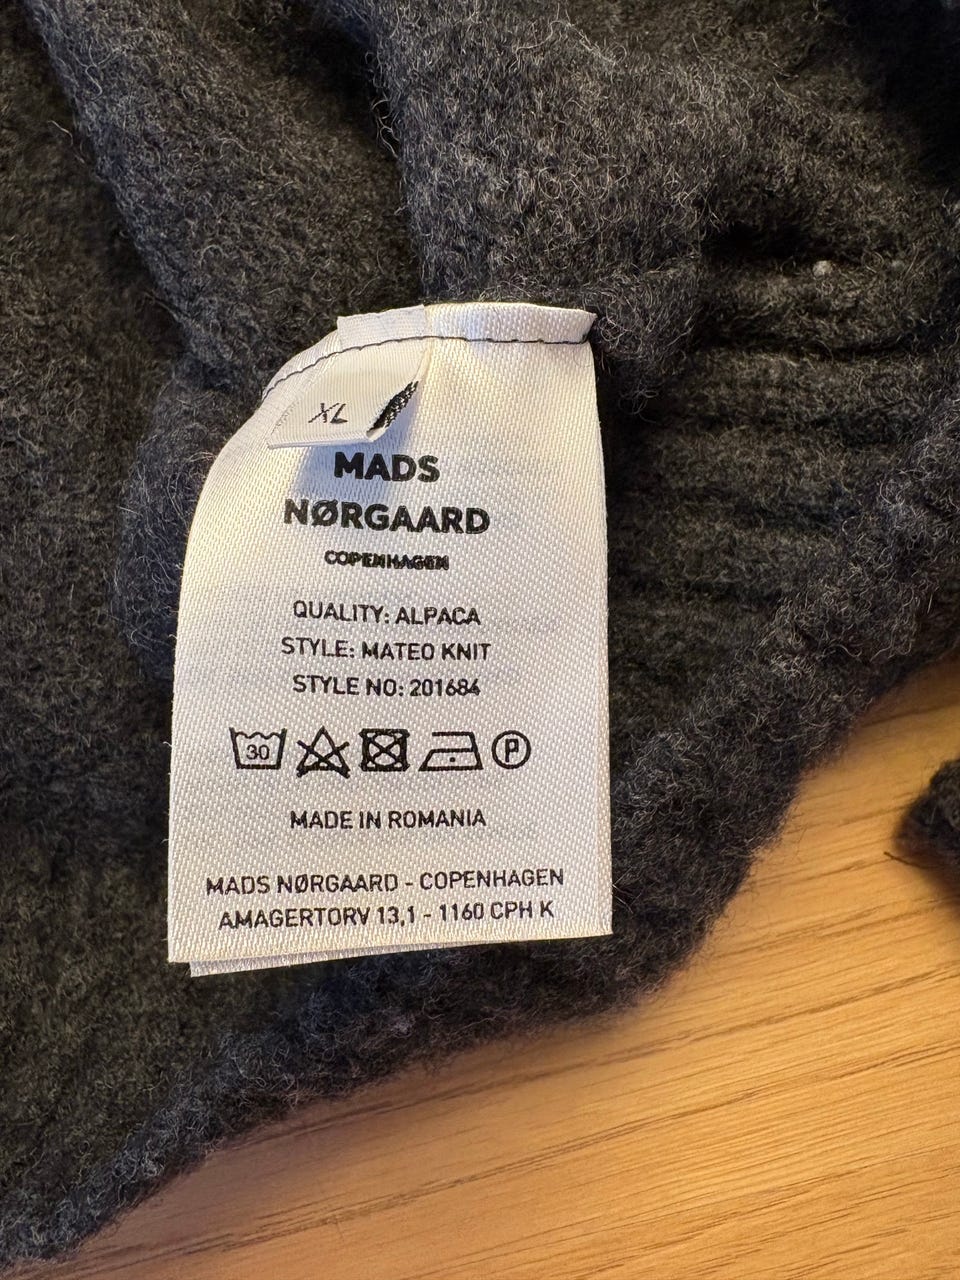 XL
MADS
NØRGAARD
COPENHAGEN
QUALITY: ALPACA
STYLE: MATEO KNIT
STYLE NO: 201684
30 P
MADE IN ROMANIA
MADS NØRGAARD - COPENHAGEN
AMAGERTORV 13,1 - 1160 CPH K